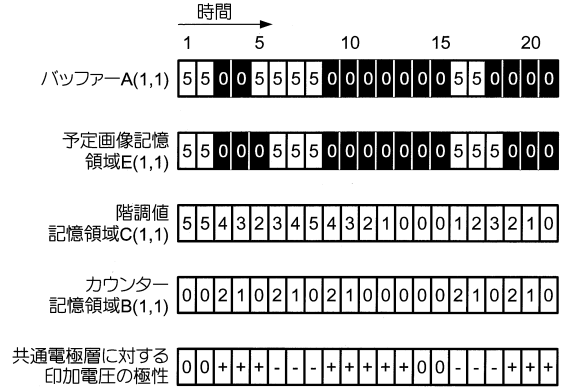 時間
1 5 10 15 20
バッファーA(1,1) 5 5 0 0 5 5 5 5 0 0 0 0 0 0 0 5 5 0 0 0 0
予定画像記憶
領域E(1,1) 5 5 0 0 0 5 5 5 0 0 0 0 0 0 0 5 5 5 0 0 0
階調値
記憶領域C(1,1) 5 5 4 3 2 3 4 5 4 3 2 1 0 0 0 1 2 3 2 1 0
カウンター
記憶領域B(1,1) 0 0 2 1 0 2 1 0 2 1 0 0 0 0 0 2 1 0 2 1 0
共通電極層に対する
印加電圧の極性 0 0 + + + - - - + + + + + 0 0 - - - + + +